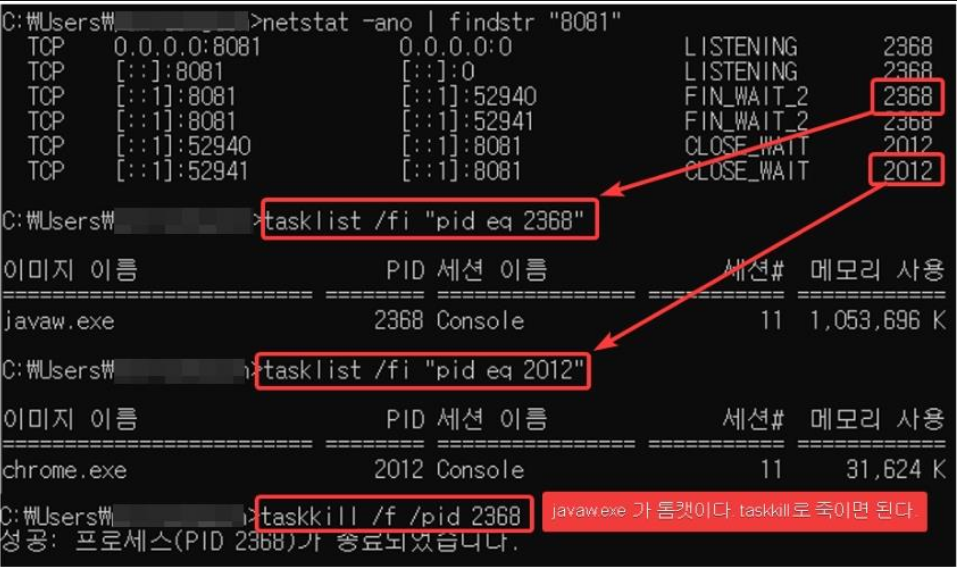 C:₩Users₩ >netstat -ano | findstr "8081"
TCP 0.0.0.0:8081 0.0.0.0:0 LISTENING 2368
TCP [::]:8081 [::]:0 LISTENING 2368
TCP [::1]:8081 [::1]:52940 FIN_WAIT_2 2368
TCP [::1]:8081 [::1]:52941 FIN_WAIT_2 2368
TCP [::1]:52940 [::1]:8081 CLOSE_WAIT 2012
TCP [::1]:52941 [::1]:8081 CLOSE_WAIT 2012
C:₩Users₩ >tasklist /fi "pid eq 2368"
이미지 이름 PID 세션 이름 세션# 메모리 사용
========================= ======== ================ =========== ============
javaw.exe 2368 Console 11 1,053,696 K
C:₩Users₩ >tasklist /fi "pid eq 2012"
이미지 이름 PID 세션 이름 세션# 메모리 사용
========================= ======== ================ =========== ============
chrome.exe 2012 Console 11 31,624 K
C:₩Users₩ >taskkill /f /pid 2368
javaw.exe 가 톰캣이다. taskkill로 죽이면 된다.
성공: 프로세스(PID 2368)가 종료되었습니다.